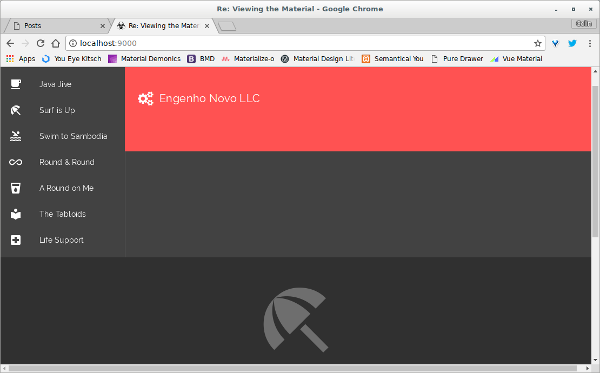 Re: Viewing the Material - Google Chrome
Posts
Re: Viewing the Mater
localhost:9000
Apps
You Eye Kitsch
Material Demonics
BMD
Materialize-o
Material Design Lit
Semantical You
Pure Drawer
Vue Material
Java Jive
Engenho Novo LLC
Surf is Up
Swim to Sambodia
Round & Round
A Round on Me
The Tabloids
Life Support